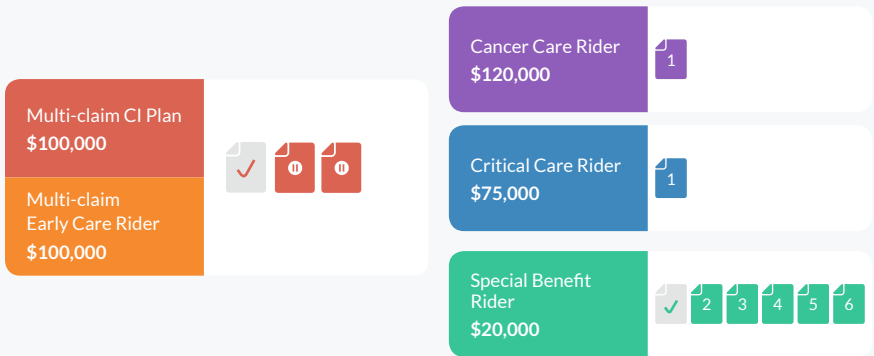 Multi-claim CI Plan
$100,000
Multi-claim
Early Care Rider
$100,000
Cancer Care Rider
$120,000
1
Critical Care Rider
$75,000
1
Special Benefit
Rider
$20,000
2 3 4 5 6